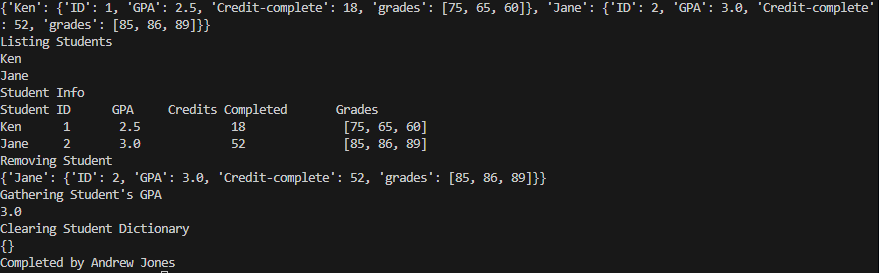 {'Ken': {'ID': 1, 'GPA': 2.5, 'Credit-complete': 18, 'grades': [75, 65, 60]}, 'Jane': {'ID': 2, 'GPA': 3.0, 'Credit-complete'
: 52, 'grades': [85, 86, 89]}}
Listing Students
Ken
Jane
Student Info
Student ID      GPA     Credits Completed       Grades
Ken      1       2.5             18              [75, 65, 60]
Jane     2       3.0             52              [85, 86, 89]
Removing Student
{'Jane': {'ID': 2, 'GPA': 3.0, 'Credit-complete': 52, 'grades': [85, 86, 89]}}
Gathering Student's GPA
3.0
Clearing Student Dictionary
{}
Completed by Andrew Jones